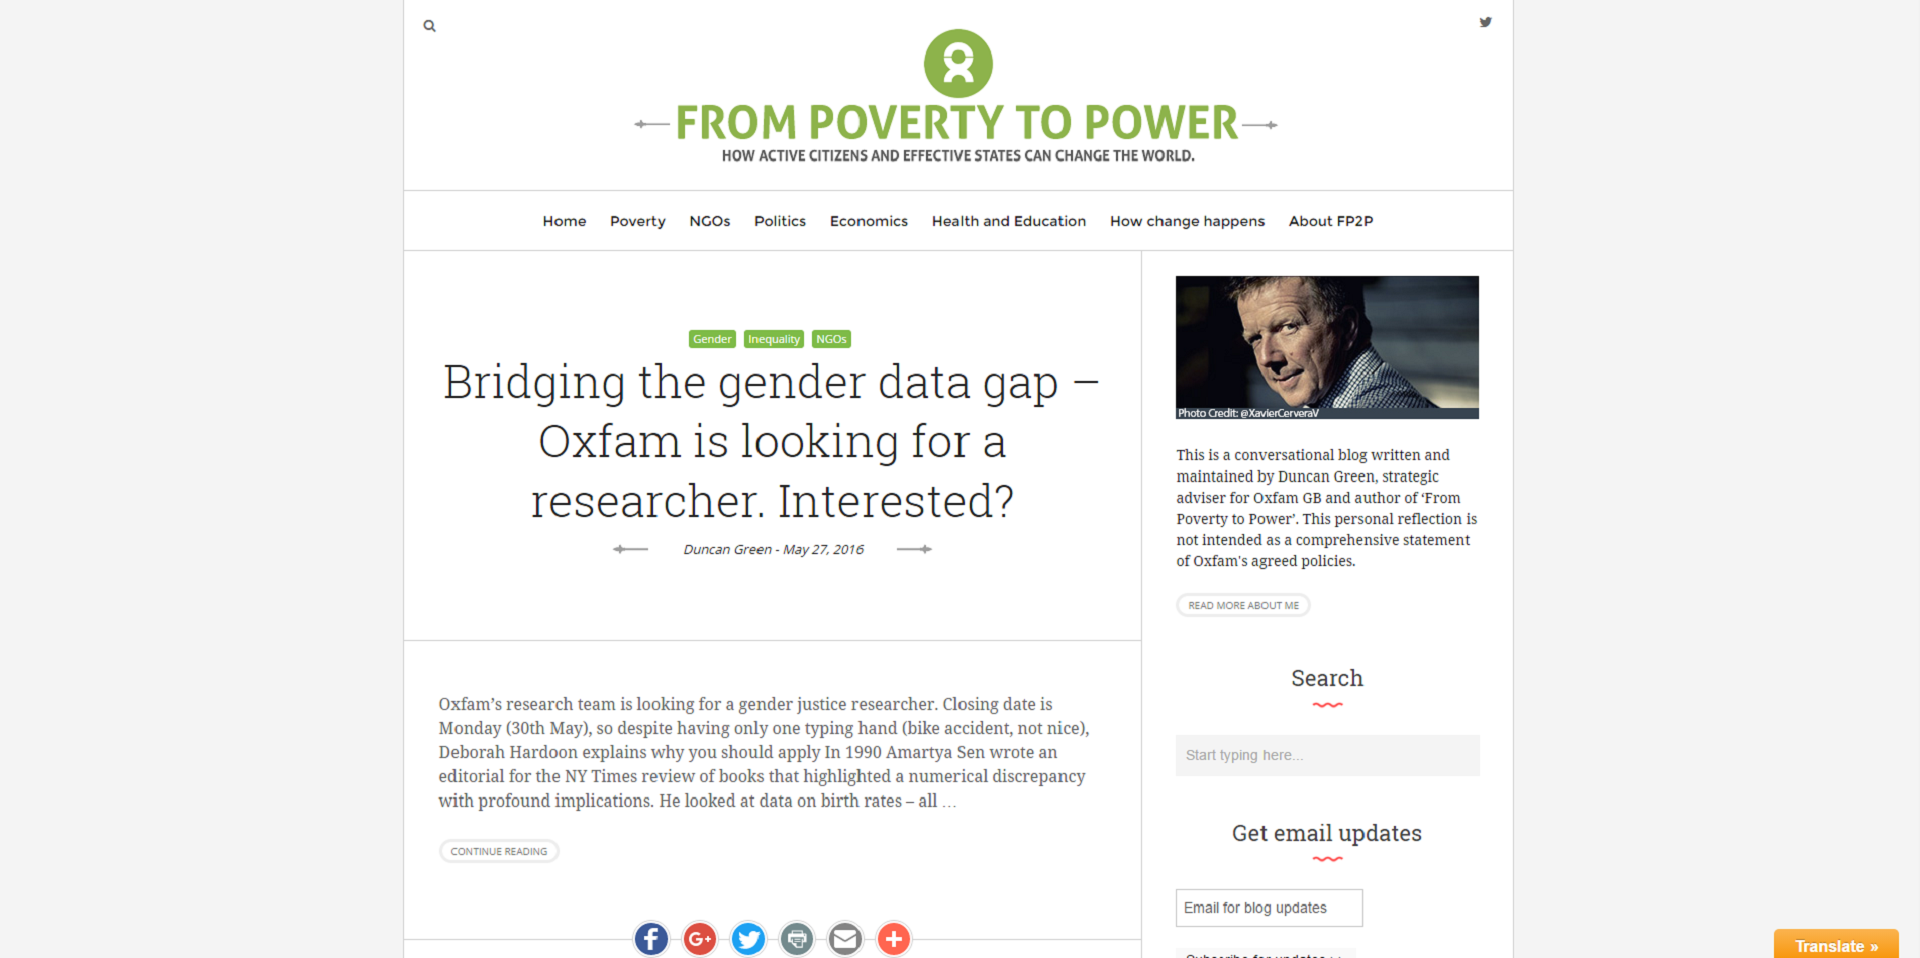 FROM POVERTY TO POWER
HOW ACTIVE CITIZENS AND EFFECTIVE STATES CAN CHANGE THE WORLD.
Home Poverty NGOs Politics Economics Health and Education How change happens About FP2P
Gender Inequality NGOs
Bridging the gender data gap –
Oxfam is looking for a
researcher. Interested?
Duncan Green - May 27, 2016
Oxfam’s research team is looking for a gender justice researcher. Closing date is
Monday (30th May), so despite having only one typing hand (bike accident, not nice),
Deborah Hardoon explains why you should apply In 1990 Amartya Sen wrote an
editorial for the NY Times review of books that highlighted a numerical discrepancy
with profound implications. He looked at data on birth rates – all …
CONTINUE READING
Photo Credit: @XavierCerveraV
This is a conversational blog written and
maintained by Duncan Green, strategic
adviser for Oxfam GB and author of ‘From
Poverty to Power’. This personal reflection is
not intended as a comprehensive statement
of Oxfam's agreed policies.
READ MORE ABOUT ME
Search
Start typing here...
Get email updates
Email for blog updates
Subscribe for updates >>
Translate »